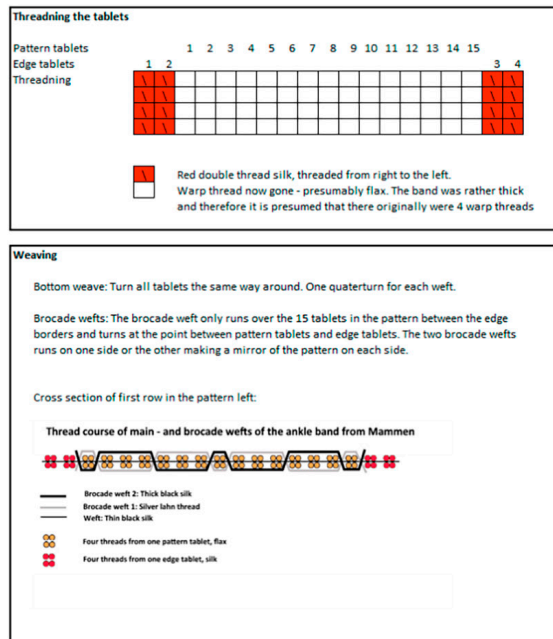 Threadning the tablets
Pattern tablets 1 2 3 4 5 6 7 8 9 10 11 12 13 14 15
Edge tablets 1 2 3 4
Threadning
Red double thread silk, threaded from right to the left.
Warp thread now gone - presumably flax. The band was rather thick
and therefore it is presumed that there originally were 4 warp threads
Weaving
Bottom weave: Turn all tablets the same way around. One quaterturn for each weft.
Brocade wefts: The brocade weft only runs over the 15 tablets in the pattern between the edge
borders and turns at the point between pattern tablets and edge tablets. The two brocade wefts
runs on one side or the other making a mirror of the pattern on each side.
Cross section of first row in the pattern left:
Thread course of main - and brocade wefts of the ankle band from Mammen
Brocade weft 2: Thick black silk
Brocade weft 1: Silver lahn thread
Weft: Thin black silk
Four threads from one pattern tablet, flax
Four threads from one edge tablet, silk